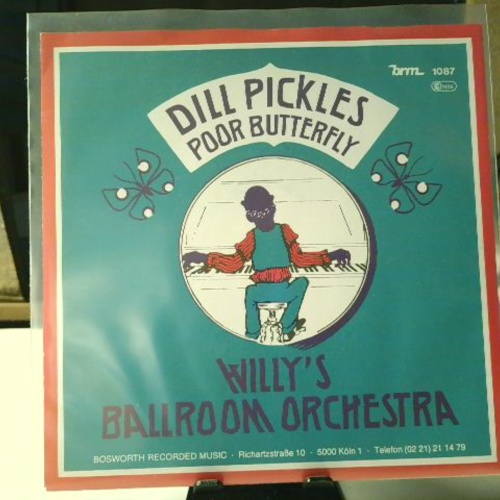 brm 1087
DILL PICKLES
POOR BUTTERFLY
WILLY'S
BALLROOM ORCHESTRA
BOSWORTH RECORDED MUSIC · Richartzstraße 10 · 5000 Köln 1 · Telefon (02 21) 21 14 79